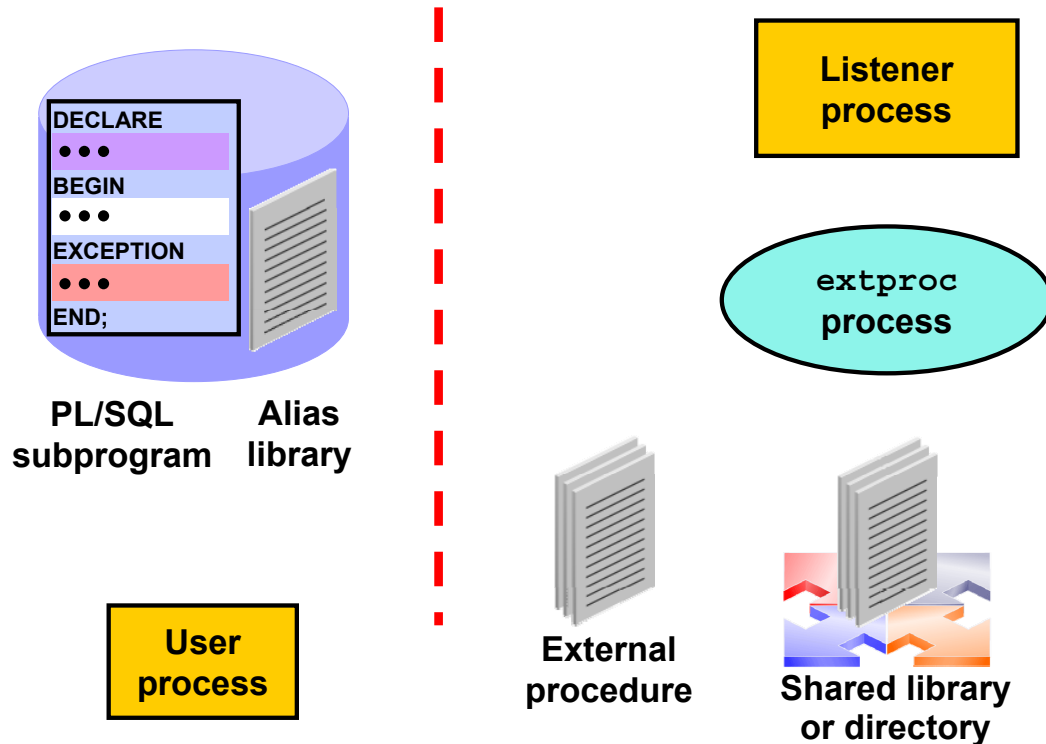 DECLARE
•••
BEGIN
•••
EXCEPTION
•••
END;
PL/SQL
subprogram
Alias
library
User
process
Listener
process
extproc
process
External
procedure
Shared library
or directory